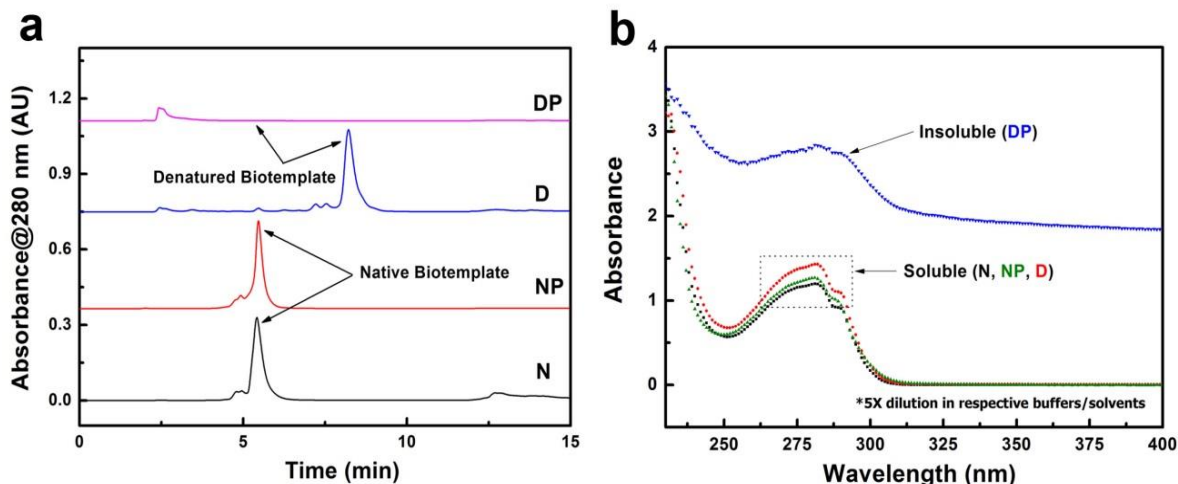 a
Absorbance@280 nm (AU)
1.2
0.9
0.6
0.3
0.0
DP
Denatured Biotemplate
D
NP
Native Biotemplate
N
0
5
10
15
Time (min)
b
Absorbance
4
3
2
1
0
Insoluble (DP)
Soluble (N, NP, D)
*5X dilution in respective buffers/solvents
250
275
300
325
350
375
400
Wavelength (nm)